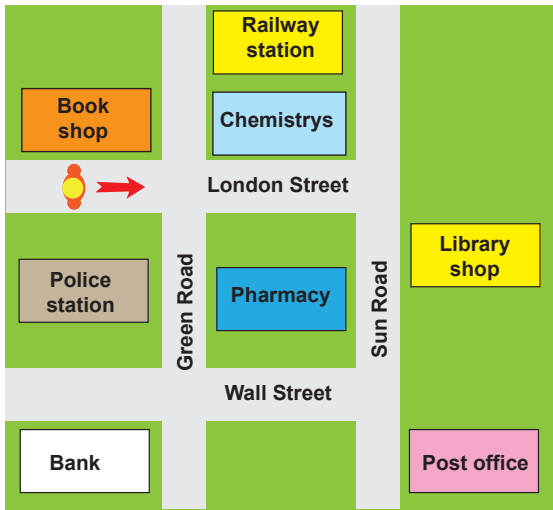 Railway
station
Book
shop
Chemistrys
London Street
Library
shop
Police
station
Green Road
Pharmacy
Sun Road
Wall Street
Bank
Post office